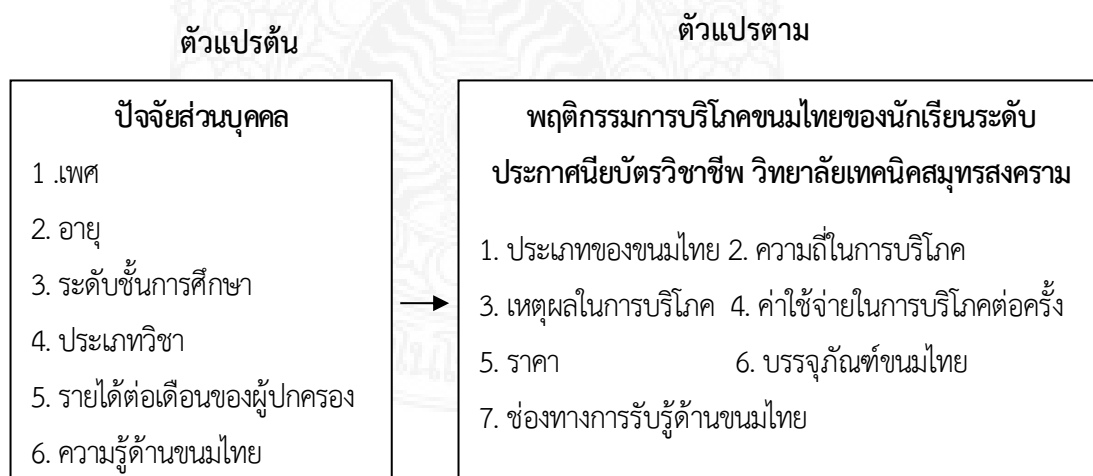 ตัวแปรต้น
ตัวแปรตาม
ปัจจัยส่วนบุคคล
1 .เพศ
2. อายุ
3. ระดับชั้นการศึกษา
4. ประเภทวิชา
5. รายได้ต่อเดือนของผู้ปกครอง
6. ความรู้ด้านขนมไทย
พฤติกรรมการบริโภคขนมไทยของนักเรียนระดับ
ประกาศนียบัตรวิชาชีพ วิทยาลัยเทคนิคสมุทรสงคราม
1. ประเภทของขนมไทย 2. ความถี่ในการบริโภค
3. เหตุผลในการบริโภค 4. ค่าใช้จ่ายในการบริโภคต่อครั้ง
5. ราคา 6. บรรจุภัณฑ์ขนมไทย
7. ช่องทางการรับรู้ด้านขนมไทย